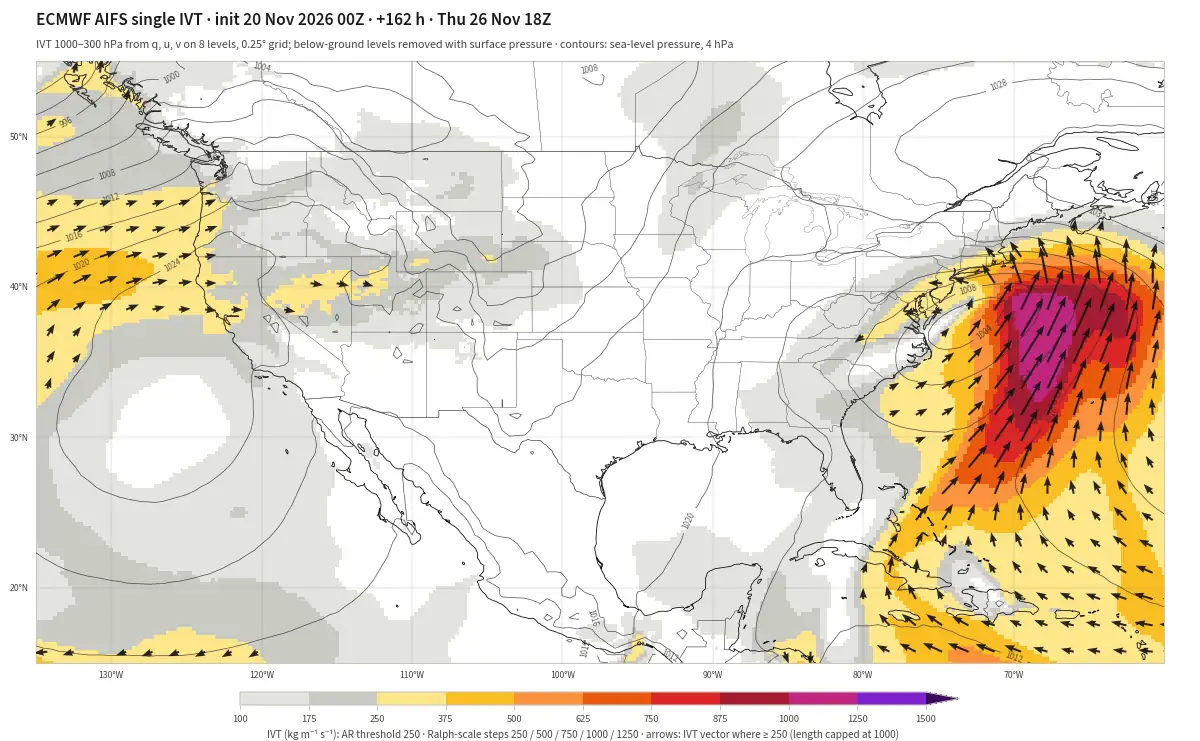 ECMWF AIFS single IVT · init 20 Nov 2026 00Z · +162 h · Thu 26 Nov 18Z
IVT 1000–300 hPa from q, u, v on 8 levels, 0.25° grid; below-ground levels removed with surface pressure · contours: sea-level pressure, 4 hPa
1000
1004
1008
1028
996
50°N
1008
1012
1016
1020
1024
40°N
1008
1004
30°N
1020
20°N
1016
1012
1012
130°W
120°W
110°W
100°W
90°W
80°W
70°W
100
175
250
375
500
625
750
875
1000
1250
1500
IVT (kg m⁻¹ s⁻¹): AR threshold 250 · Ralph-scale steps 250 / 500 / 750 / 1000 / 1250 · arrows: IVT vector where ≥ 250 (length capped at 1000)